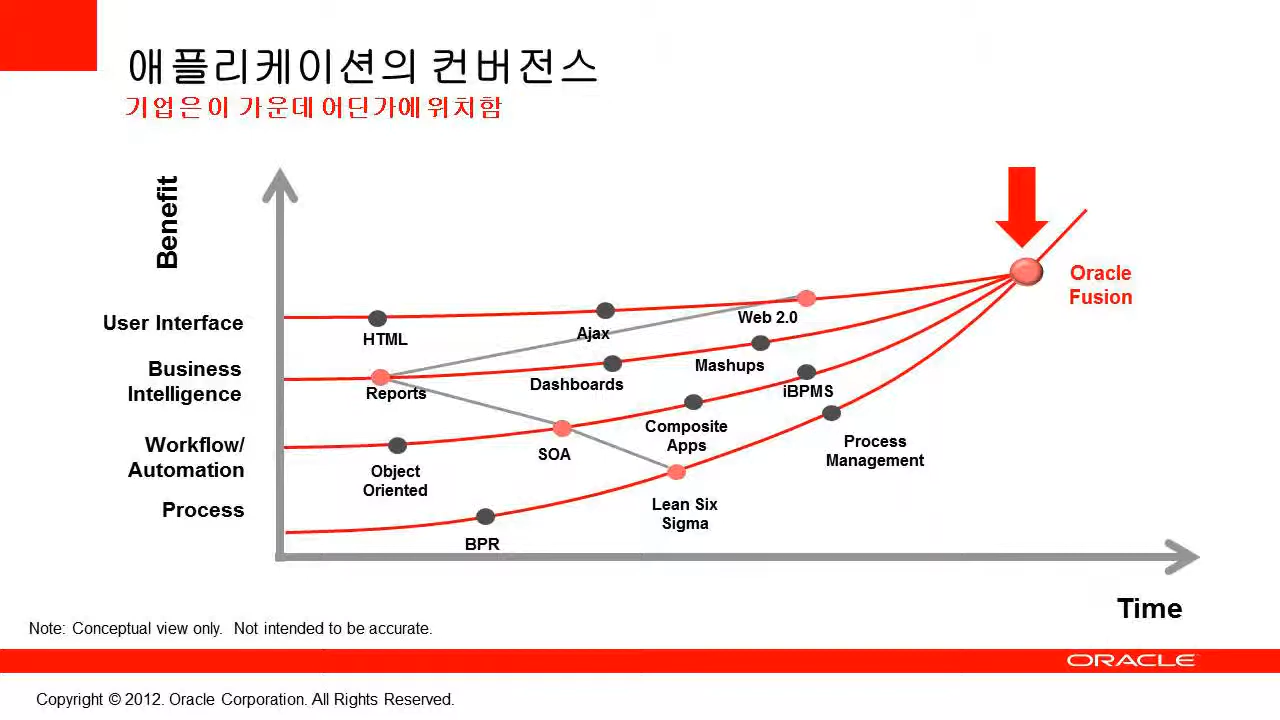 애플리케이션의 컨버전스
기업은 이 가운데 어딘가에 위치함
Benefit
User Interface
HTML
Ajax
Web 2.0
Oracle
Fusion
Business
Intelligence
Reports
Dashboards
Mashups
iBPMS
Workflow/
Automation
Object
Oriented
SOA
Composite
Apps
Process
Management
Process
BPR
Lean Six
Sigma
Time
Note: Conceptual view only.  Not intended to be accurate.
ORACLE
Copyright © 2012. Oracle Corporation. All Rights Reserved.